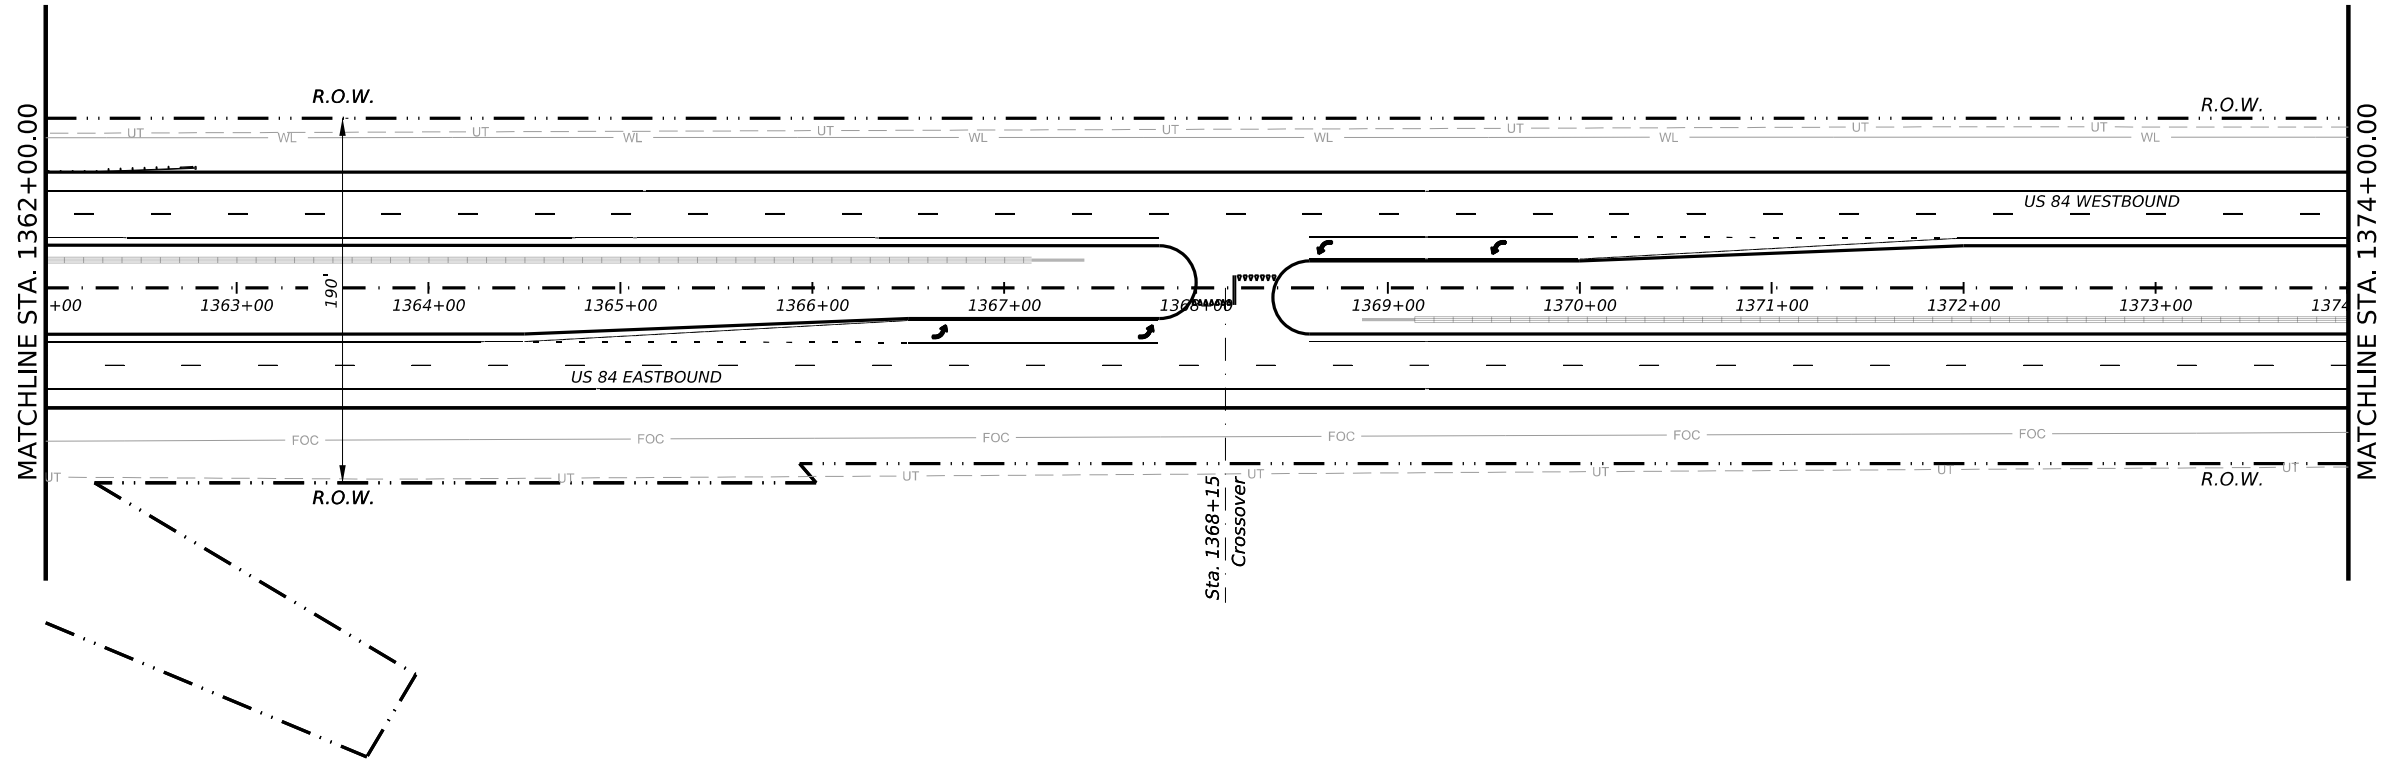 MATCHLINE STA. 1362+00.00
R.O.W.
R.O.W.
MATCHLINE STA. 1374+00.00
UT UT UT UT UT UT UT
WL WL WL WL WL WL WL
US 84 WESTBOUND
190'
+00 1363+00 1364+00 1365+00 1366+00 1367+00 1368+00 1369+00 1370+00 1371+00 1372+00 1373+00 1374
US 84 EASTBOUND
FOC FOC FOC FOC FOC FOC
UT UT UT UT UT UT UT
R.O.W.
R.O.W.
Sta. 1368+15
Crossover